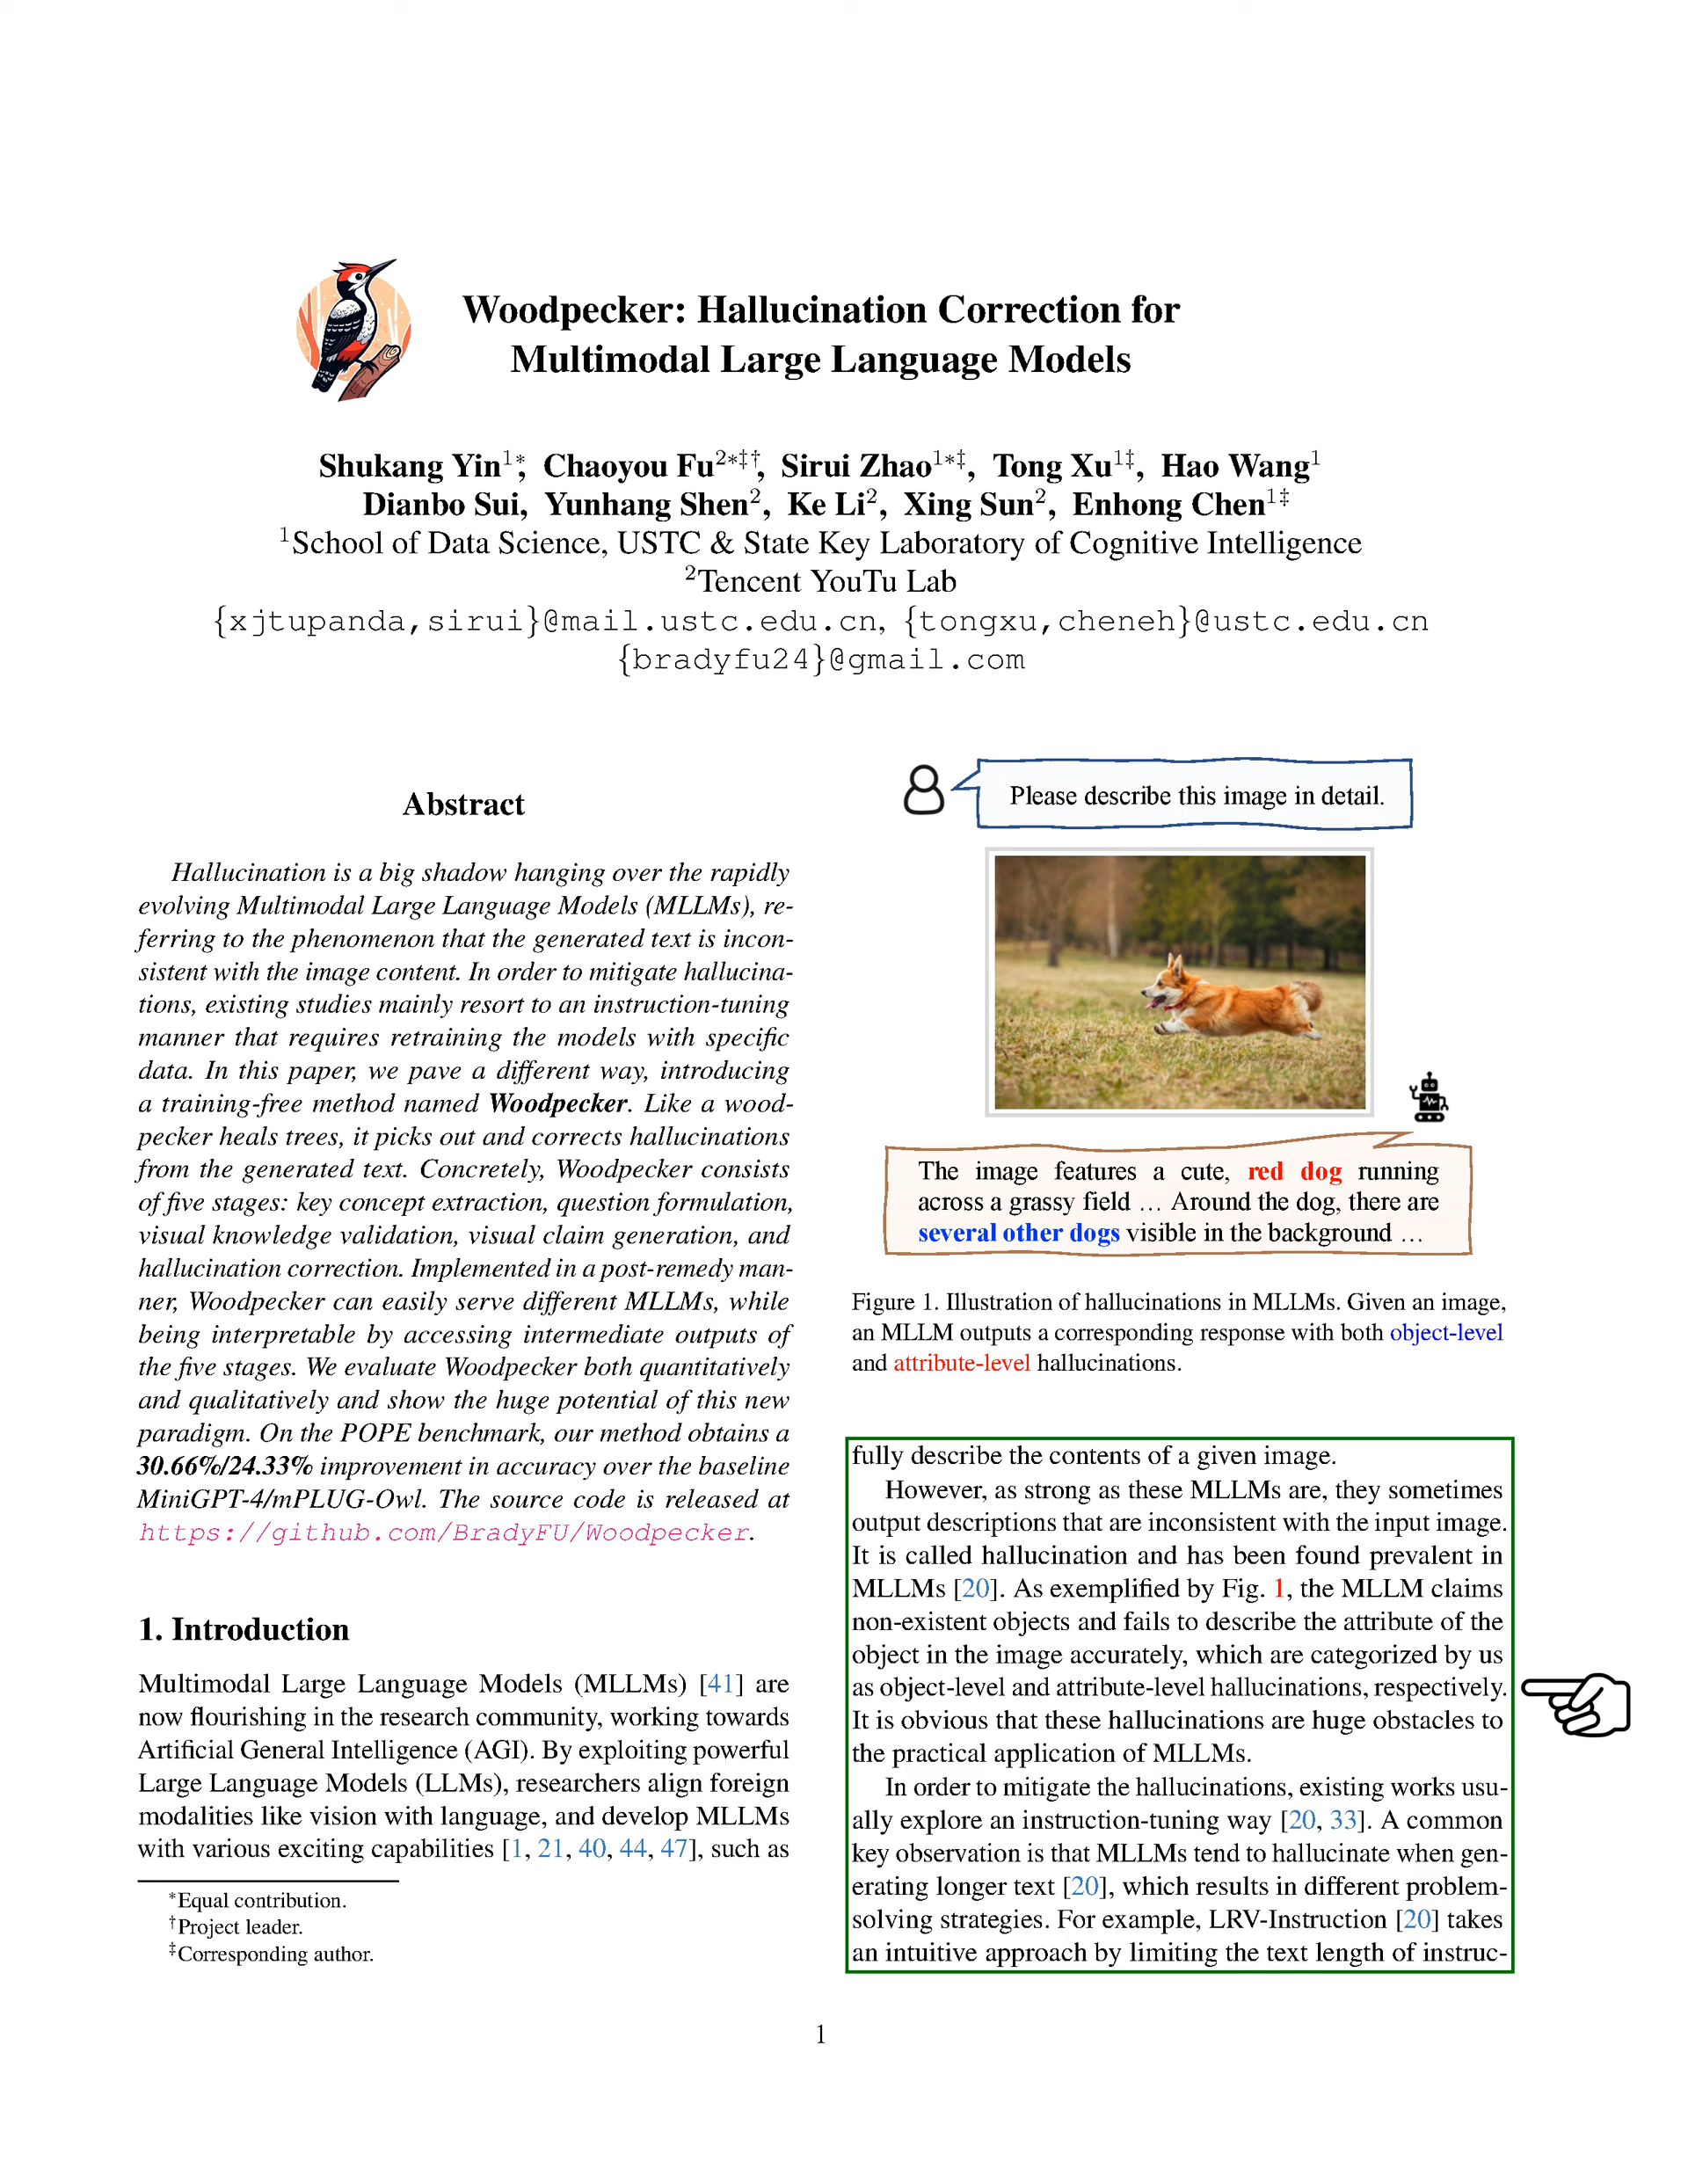 Woodpecker: Hallucination Correction for
Multimodal Large Language Models
Shukang Yin¹*, Chaoyou Fu²*‡†, Sirui Zhao¹*‡, Tong Xu¹‡, Hao Wang¹
Dianbo Sui, Yunhang Shen², Ke Li², Xing Sun², Enhong Chen¹‡
¹School of Data Science, USTC & State Key Laboratory of Cognitive Intelligence
²Tencent YouTu Lab
{xjtupanda,sirui}@mail.ustc.edu.cn, {tongxu,cheneh}@ustc.edu.cn
{bradyfu24}@gmail.com
Abstract
Hallucination is a big shadow hanging over the rapidly
evolving Multimodal Large Language Models (MLLMs), re-
ferring to the phenomenon that the generated text is incon-
sistent with the image content. In order to mitigate hallucina-
tions, existing studies mainly resort to an instruction-tuning
manner that requires retraining the models with specific
data. In this paper, we pave a different way, introducing
a training-free method named Woodpecker. Like a wood-
pecker heals trees, it picks out and corrects hallucinations
from the generated text. Concretely, Woodpecker consists
of five stages: key concept extraction, question formulation,
visual knowledge validation, visual claim generation, and
hallucination correction. Implemented in a post-remedy man-
ner, Woodpecker can easily serve different MLLMs, while
being interpretable by accessing intermediate outputs of
the five stages. We evaluate Woodpecker both quantitatively
and qualitatively and show the huge potential of this new
paradigm. On the POPE benchmark, our method obtains a
30.66%/24.33% improvement in accuracy over the baseline
MiniGPT-4/mPLUG-Owl. The source code is released at
https://github.com/BradyFU/Woodpecker.
1. Introduction
Multimodal Large Language Models (MLLMs) [41] are
now flourishing in the research community, working towards
Artificial General Intelligence (AGI). By exploiting powerful
Large Language Models (LLMs), researchers align foreign
modalities like vision with language, and develop MLLMs
with various exciting capabilities [1, 21, 40, 44, 47], such as
*Equal contribution.
†Project leader.
‡Corresponding author.
Please describe this image in detail.
The image features a cute, red dog running
across a grassy field … Around the dog, there are
several other dogs visible in the background …
Figure 1. Illustration of hallucinations in MLLMs. Given an image,
an MLLM outputs a corresponding response with both object-level
and attribute-level hallucinations.
fully describe the contents of a given image.
However, as strong as these MLLMs are, they sometimes
output descriptions that are inconsistent with the input image.
It is called hallucination and has been found prevalent in
MLLMs [20]. As exemplified by Fig. 1, the MLLM claims
non-existent objects and fails to describe the attribute of the
object in the image accurately, which are categorized by us
as object-level and attribute-level hallucinations, respectively.
It is obvious that these hallucinations are huge obstacles to
the practical application of MLLMs.
In order to mitigate the hallucinations, existing works usu-
ally explore an instruction-tuning way [20, 33]. A common
key observation is that MLLMs tend to hallucinate when gen-
erating longer text [20], which results in different problem-
solving strategies. For example, LRV-Instruction [20] takes
an intuitive approach by limiting the text length of instruc-
1